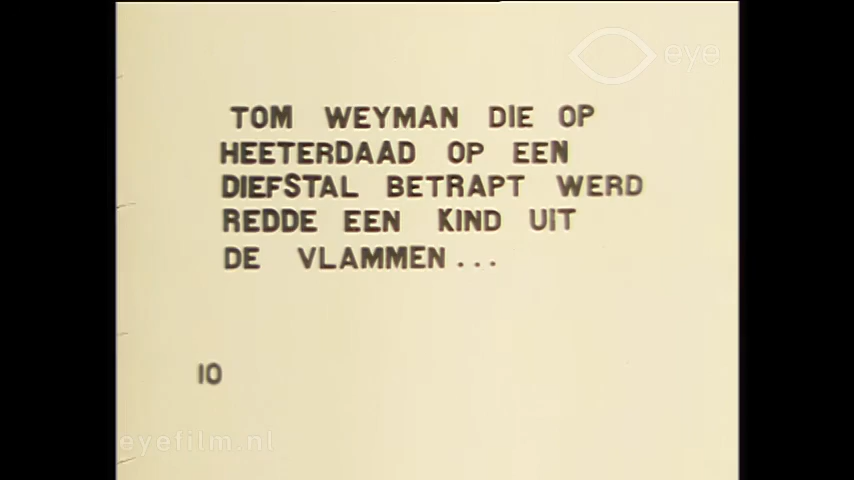 eye
TOM WEYMAN DIE OP
HEETERDAAD OP EEN
DIEFSTAL BETRAPT WERD
REDDE EEN KIND UIT
DE VLAMMEN...
10
eyefilm.nl